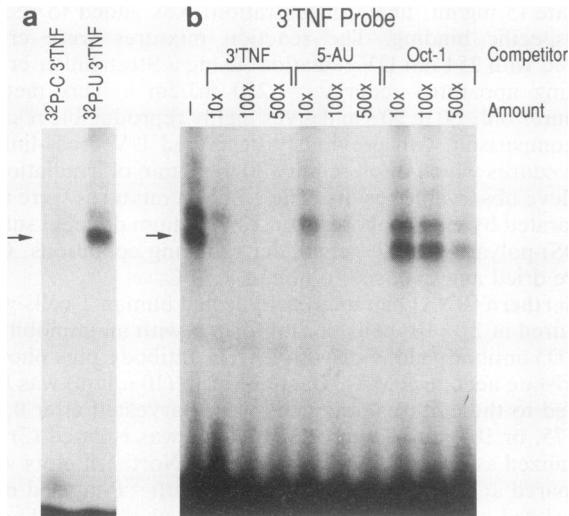 a
32P-C 3'TNF
32P-U 3'TNF
b
3'TNF Probe
3'TNF
5-AU
Oct-1
Competitor
–
10x
100x
500x
10x
100x
500x
10x
100x
500x
Amount